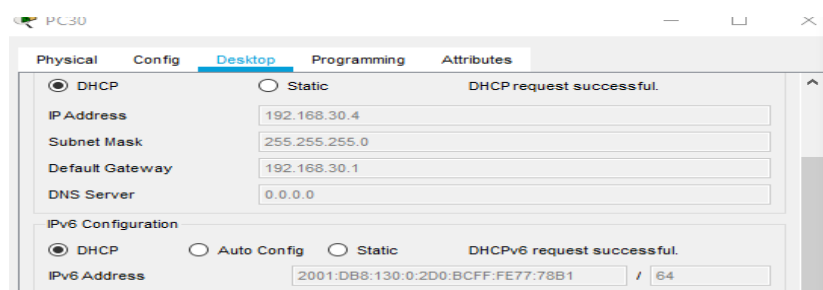 PC30
Physical Config Desktop Programming Attributes
DHCP Static DHCP request successful.
IP Address 192.168.30.4
Subnet Mask 255.255.255.0
Default Gateway 192.168.30.1
DNS Server 0.0.0.0
IPv6 Configuration
DHCP Auto Config Static DHCPv6 request successful.
IPv6 Address 2001:DB8:130:0:2D0:BCFF:FE77:78B1 / 64